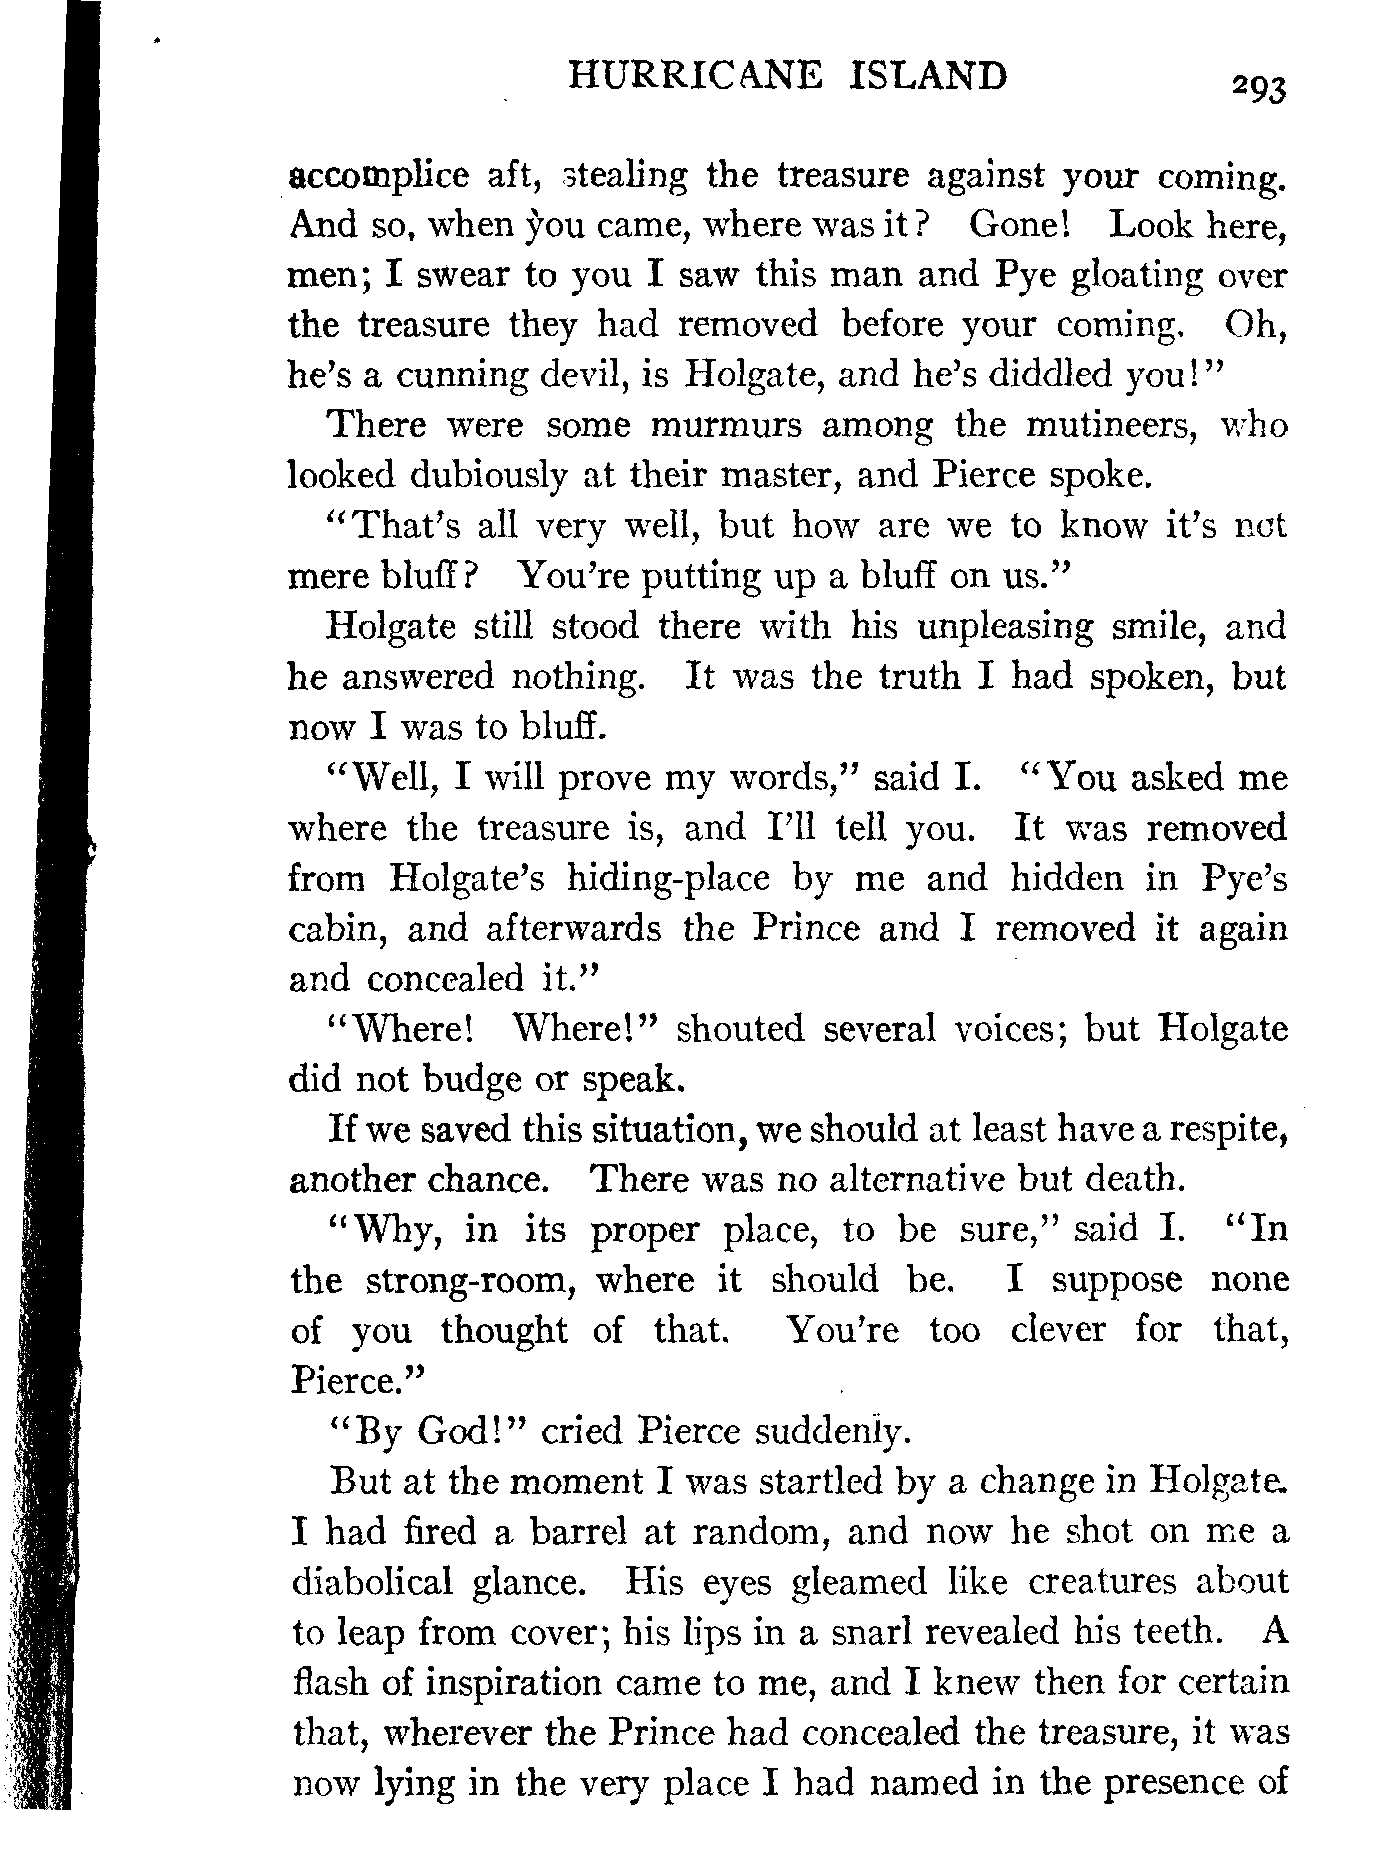 HURRICANE ISLAND 293
accomplice aft, stealing the treasure against your coming.
And so, when you came, where was it? Gone! Look here,
men; I swear to you I saw this man and Pye gloating over
the treasure they had removed before your coming. Oh,
he's a cunning devil, is Holgate, and he's diddled you!"
There were some murmurs among the mutineers, who
looked dubiously at their master, and Pierce spoke.
"That's all very well, but how are we to know it's not
mere bluff? You're putting up a bluff on us."
Holgate still stood there with his unpleasing smile, and
he answered nothing. It was the truth I had spoken, but
now I was to bluff.
"Well, I will prove my words," said I. "You asked me
where the treasure is, and I'll tell you. It was removed
from Holgate's hiding-place by me and hidden in Pye's
cabin, and afterwards the Prince and I removed it again
and concealed it."
"Where! Where!" shouted several voices; but Holgate
did not budge or speak.
If we saved this situation, we should at least have a respite,
another chance. There was no alternative but death.
"Why, in its proper place, to be sure," said I. "In
the strong-room, where it should be. I suppose none
of you thought of that. You're too clever for that,
Pierce."
"By God!" cried Pierce suddenly.
But at the moment I was startled by a change in Holgate.
I had fired a barrel at random, and now he shot on me a
diabolical glance. His eyes gleamed like creatures about
to leap from cover; his lips in a snarl revealed his teeth. A
flash of inspiration came to me, and I knew then for certain
that, wherever the Prince had concealed the treasure, it was
now lying in the very place I had named in the presence of